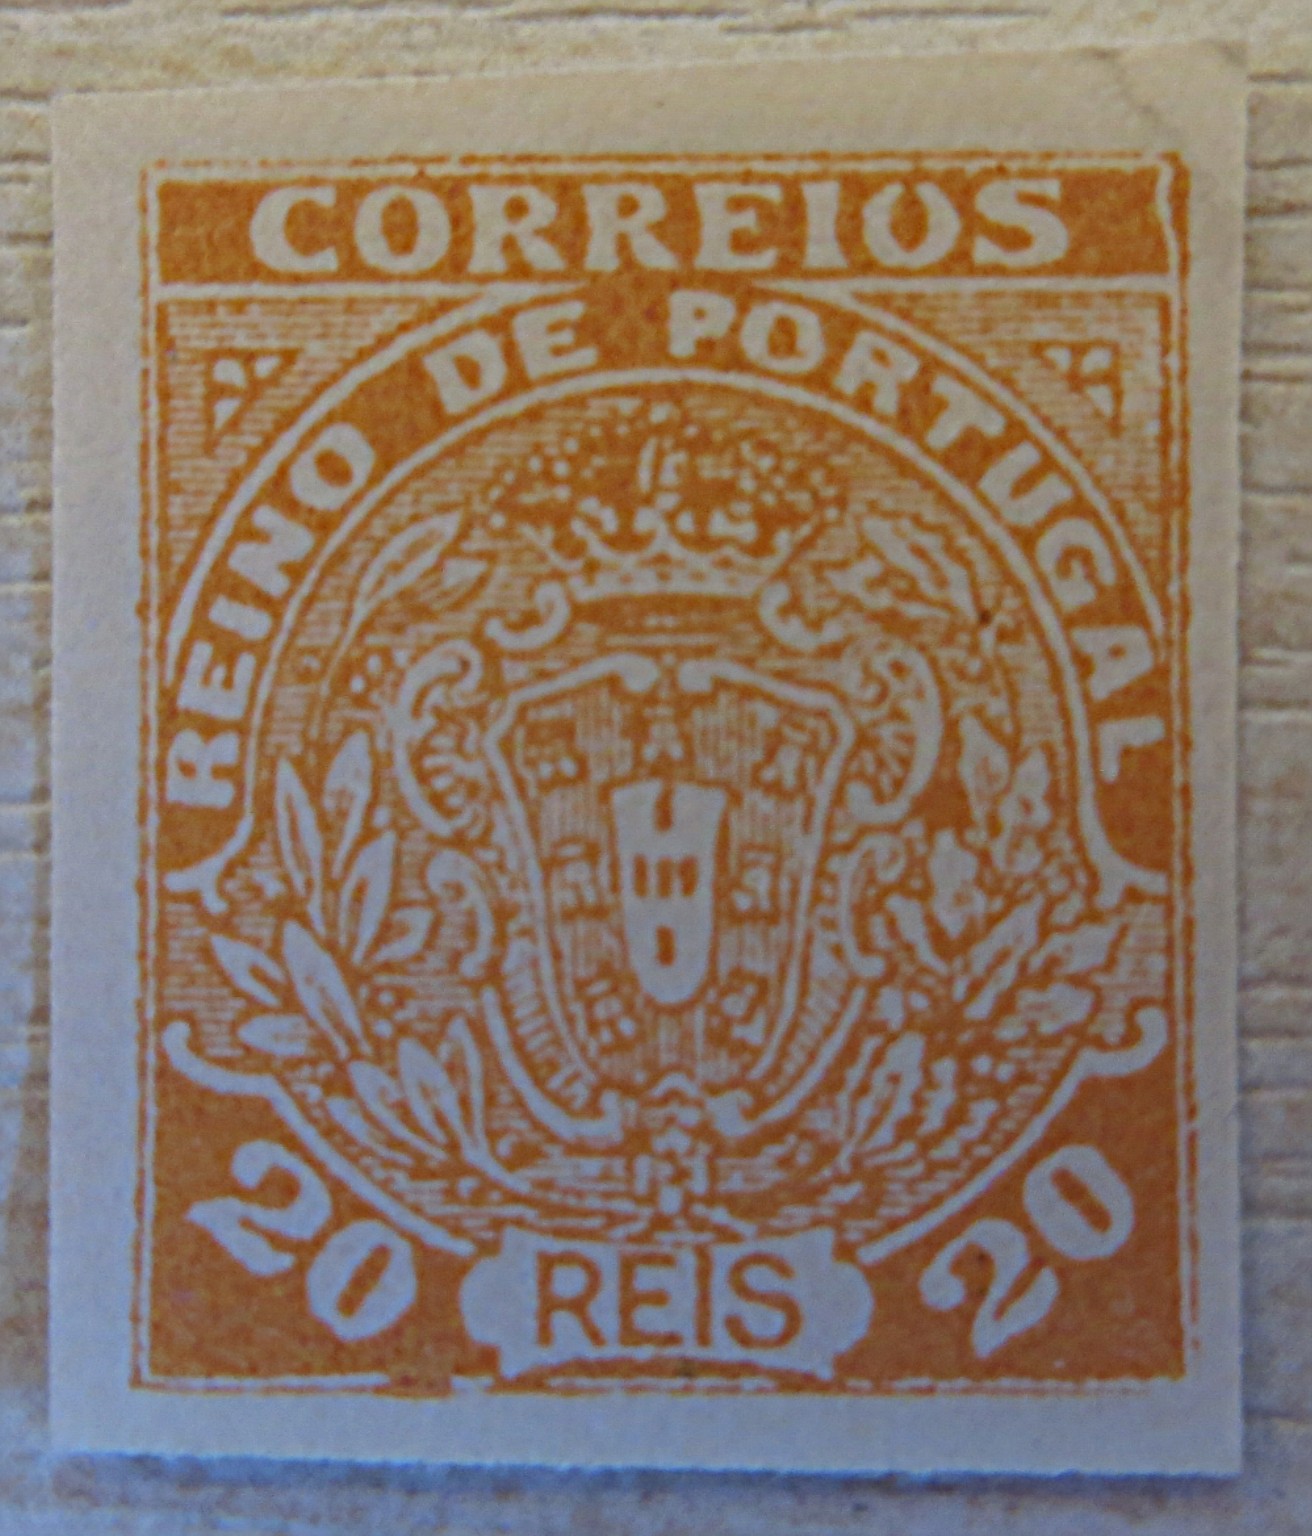 CORREIOS
REINO DE PORTUGAL
20 REIS 20